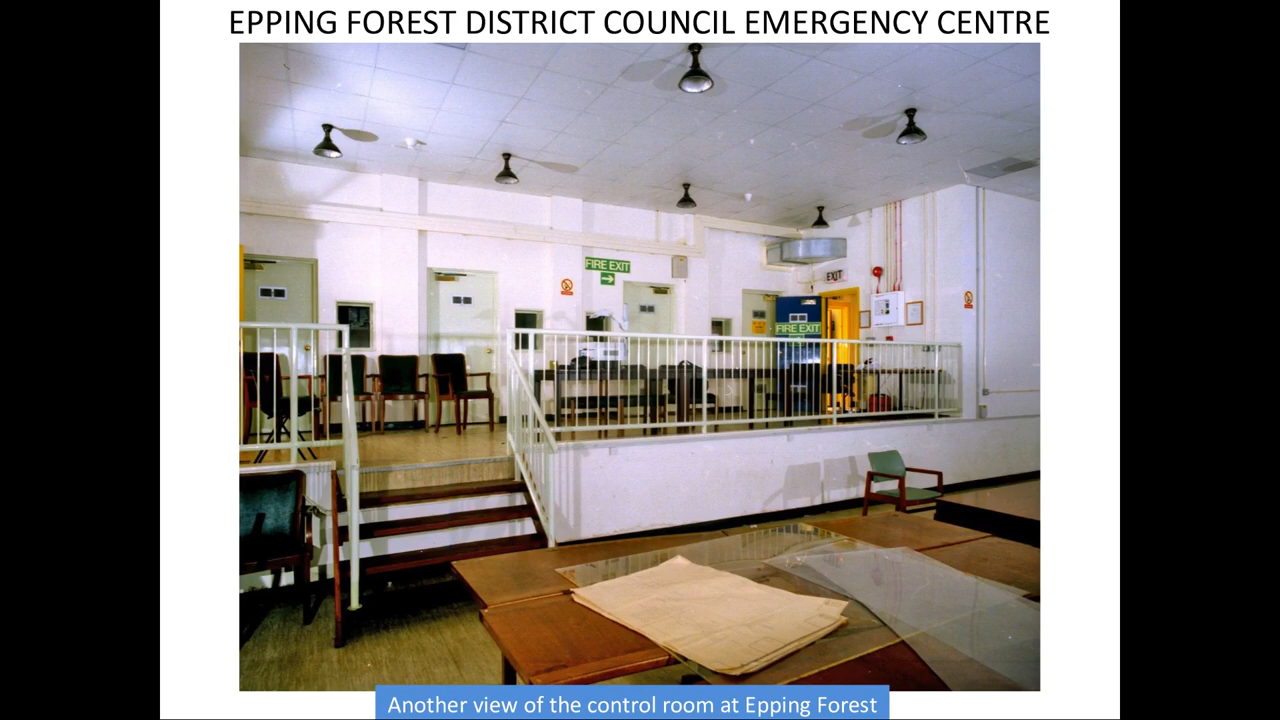 EPPING FOREST DISTRICT COUNCIL EMERGENCY CENTRE
FIRE EXIT
EXIT
FIRE EXIT
Another view of the control room at Epping Forest